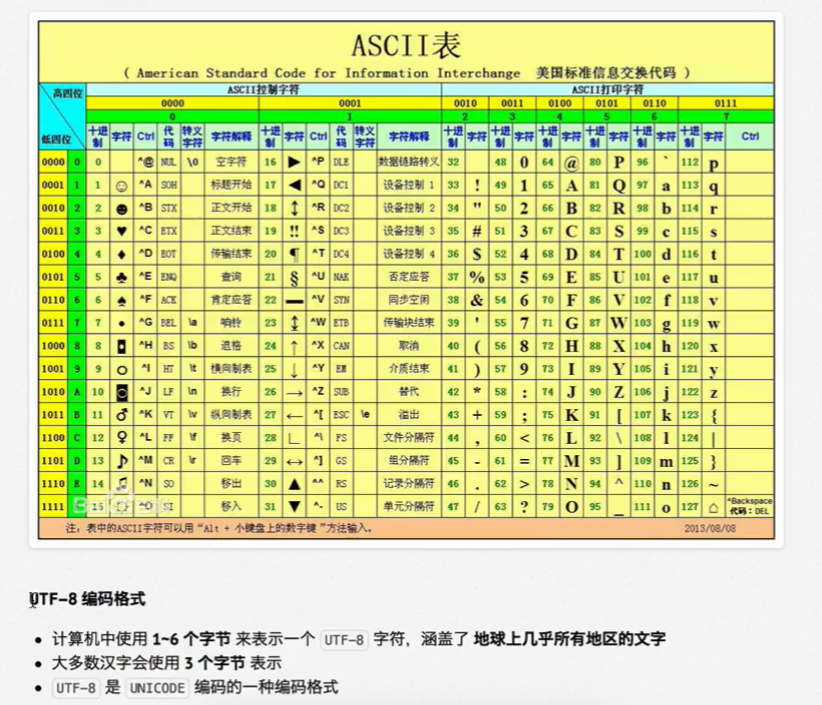 ASCII表
( American Standard Code for Information Interchange 美国标准信息交换代码 )
高四位 ASCII控制字符 ASCII打印字符
0000 0001 0010 0011 0100 0101 0110 0111
0 1 2 3 4 5 6 7
低四位 十进制 字符 Ctrl 代码 转义字符 字符解释 十进制 字符 Ctrl 代码 转义字符 字符解释 十进制 字符 十进制 字符 十进制 字符 十进制 字符 十进制 字符 十进制 字符 Ctrl
0000 0 0 ^@ NUL \0 空字符 16 ► ^P DLE 数据链路转义 32 48 0 64 @ 80 P 96 ` 112 p
0001 1 1 ☺ ^A SOH 标题开始 17 ◄ ^Q DC1 设备控制 1 33 ! 49 1 65 A 81 Q 97 a 113 q
0010 2 2 ☻ ^B STX 正文开始 18 ↕ ^R DC2 设备控制 2 34 " 50 2 66 B 82 R 98 b 114 r
0011 3 3 ♥ ^C ETX 正文结束 19 ‼ ^S DC3 设备控制 3 35 # 51 3 67 C 83 S 99 c 115 s
0100 4 4 ♦ ^D EOT 传输结束 20 ¶ ^T DC4 设备控制 4 36 $ 52 4 68 D 84 T 100 d 116 t
0101 5 5 ♣ ^E ENQ 查询 21 § ^U NAK 否定应答 37 % 53 5 69 E 85 U 101 e 117 u
0110 6 6 ♠ ^F ACK 肯定应答 22 ▬ ^V SYN 同步空闲 38 & 54 6 70 F 86 V 102 f 118 v
0111 7 7 • ^G BEL \a 响铃 23 ↨ ^W ETB 传输块结束 39 ' 55 7 71 G 87 W 103 g 119 w
1000 8 8 ◘ ^H BS \b 退格 24 ↑ ^X CAN 取消 40 ( 56 8 72 H 88 X 104 h 120 x
1001 9 9 ○ ^I HT \t 横向制表 25 ↓ ^Y EM 介质结束 41 ) 57 9 73 I 89 Y 105 i 121 y
1010 A 10 ◙ ^J LF \n 换行 26 → ^Z SUB 替代 42 * 58 : 74 J 90 Z 106 j 122 z
1011 B 11 ♂ ^K VT \v 纵向制表 27 ← ^[ ESC \e 溢出 43 + 59 ; 75 K 91 [ 107 k 123 {
1100 C 12 ♀ ^L FF \f 换页 28 ∟ ^\ FS 文件分隔符 44 , 60 < 76 L 92 \ 108 l 124 |
1101 D 13 ♪ ^M CR \r 回车 29 ↔ ^] GS 组分隔符 45 - 61 = 77 M 93 ] 109 m 125 }
1110 E 14 ♫ ^N SO 移出 30 ▲ ^^ RS 记录分隔符 46 . 62 > 78 N 94 ^ 110 n 126 ~
1111 F 15 ^O SI 移入 31 ▼ ^- US 单元分隔符 47 / 63 ? 79 O 95 _ 111 o 127 ⌂ ^Backspace 代码：DEL
注：表中的ASCII字符可以用“Alt + 小键盘上的数字键”方法输入。 2013/08/08
UTF-8 编码格式
• 计算机中使用 1~6 个字节 来表示一个 UTF-8 字符，涵盖了 地球上几乎所有地区的文字
• 大多数汉字会使用 3 个字节 表示
• UTF-8 是 UNICODE 编码的一种编码格式